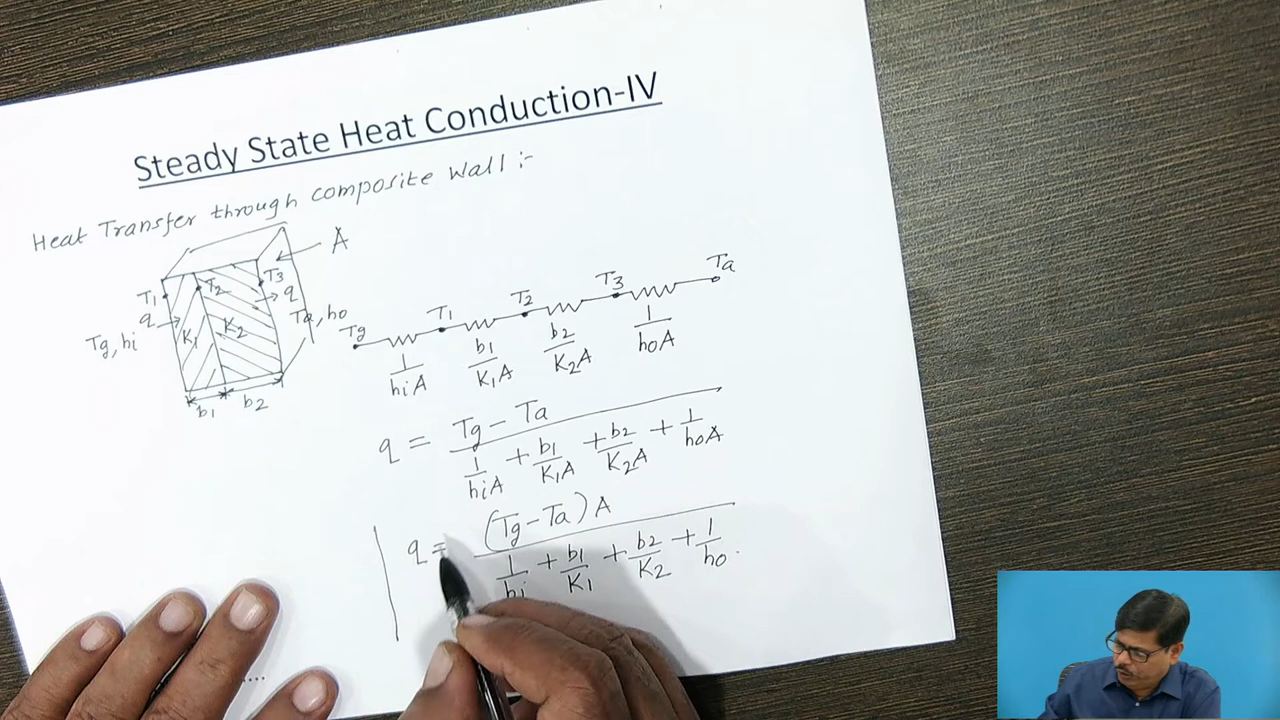 Steady State Heat Conduction-IV
Heat Transfer through composite Wall :-
A
T1 T2 T3
q K1 K2 q
Tg, hi Ta, ho
b1 b2
Tg T1 T2 T3 Ta
1/hiA b1/K1A b2/K2A 1/hoA
q = Tg - Ta / 1/hiA + b1/K1A + b2/K2A + 1/hoA
q = (Tg - Ta) A / 1/hi + b1/K1 + b2/K2 + 1/ho.